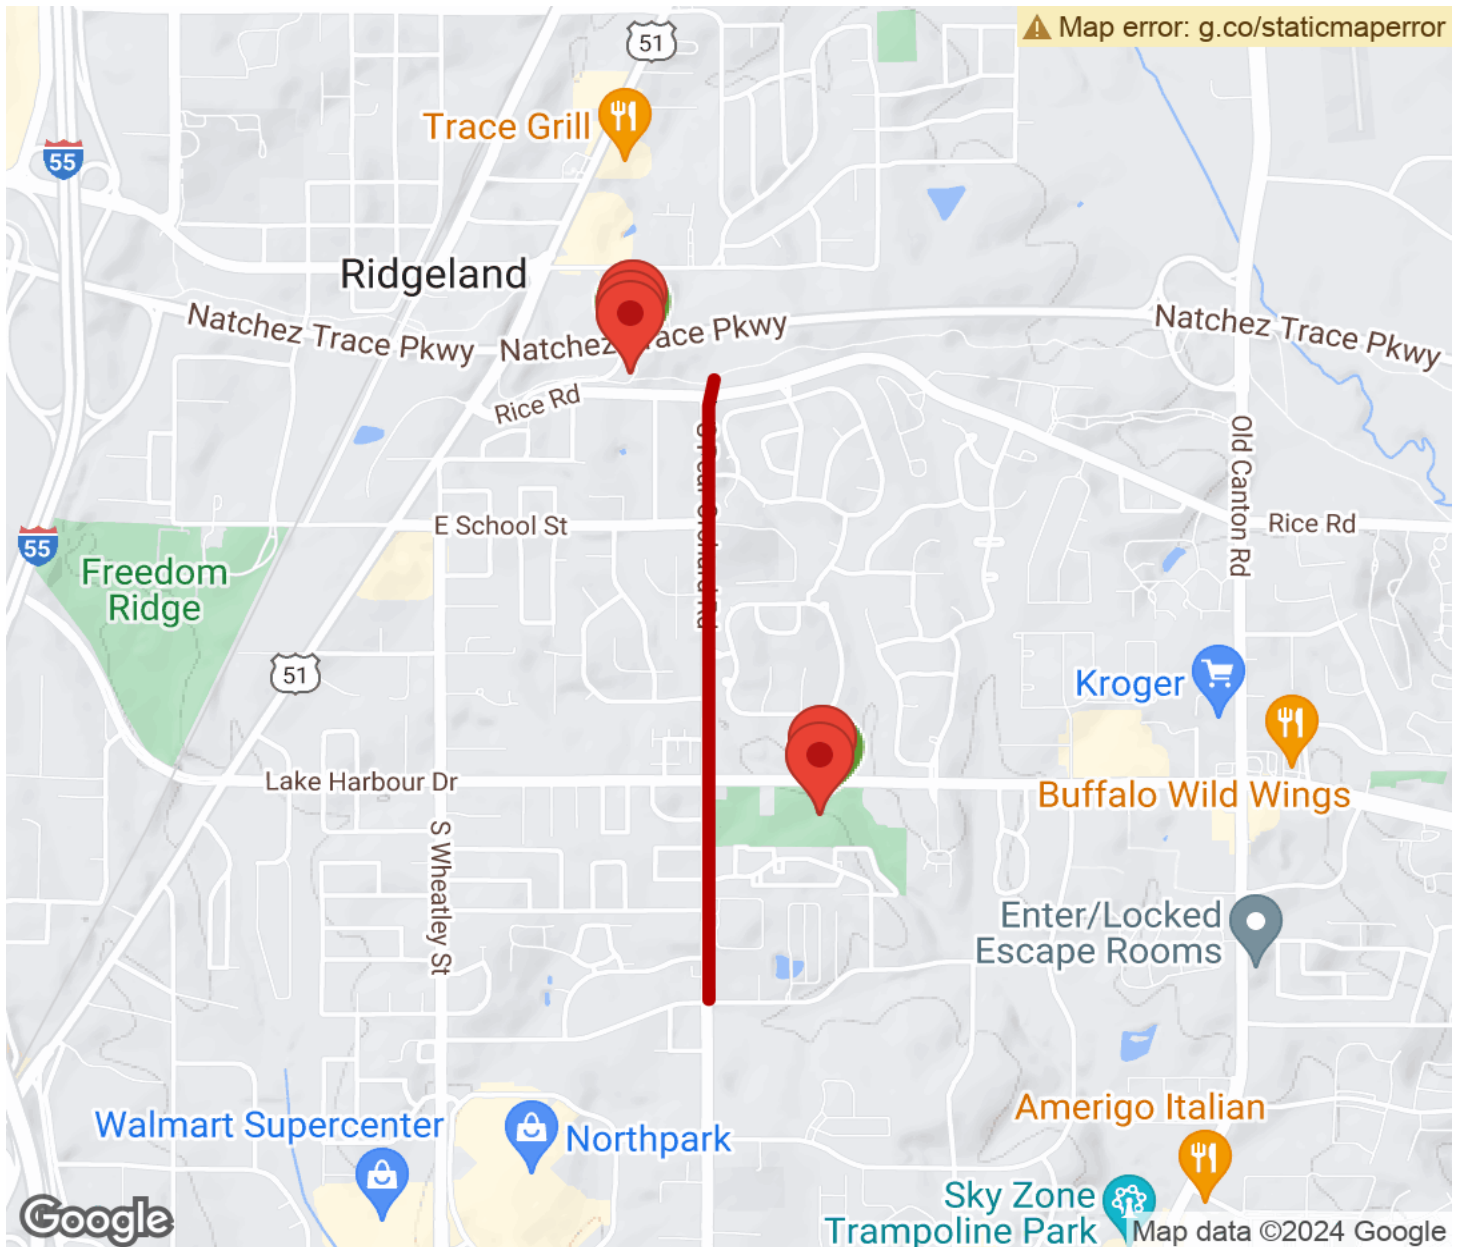 51
Map error: g.co/staticmaperror
Trace Grill
55
Ridgeland
Natchez Trace Pkwy
Natchez Trace Pkwy
Natchez Trace Pkwy
Rice Rd
Old Canton Rd
E School St
Rice Rd
55
Freedom
Ridge
51
Kroger
Lake Harbour Dr
Buffalo Wild Wings
S Wheatley St
Enter/Locked
Escape Rooms
Walmart Supercenter
Northpark
Amerigo Italian
Sky Zone
Trampoline Park
Google
Map data ©2024 Google